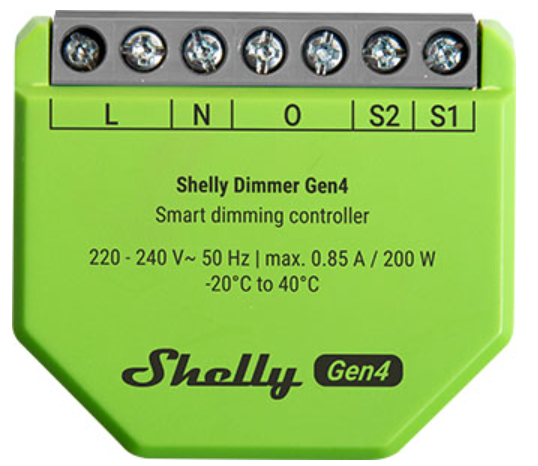 L N O S2 S1
Shelly Dimmer Gen4
Smart dimming controller
220 - 240 V~ 50 Hz | max. 0.85 A / 200 W
-20°C to 40°C
Shelly Gen4